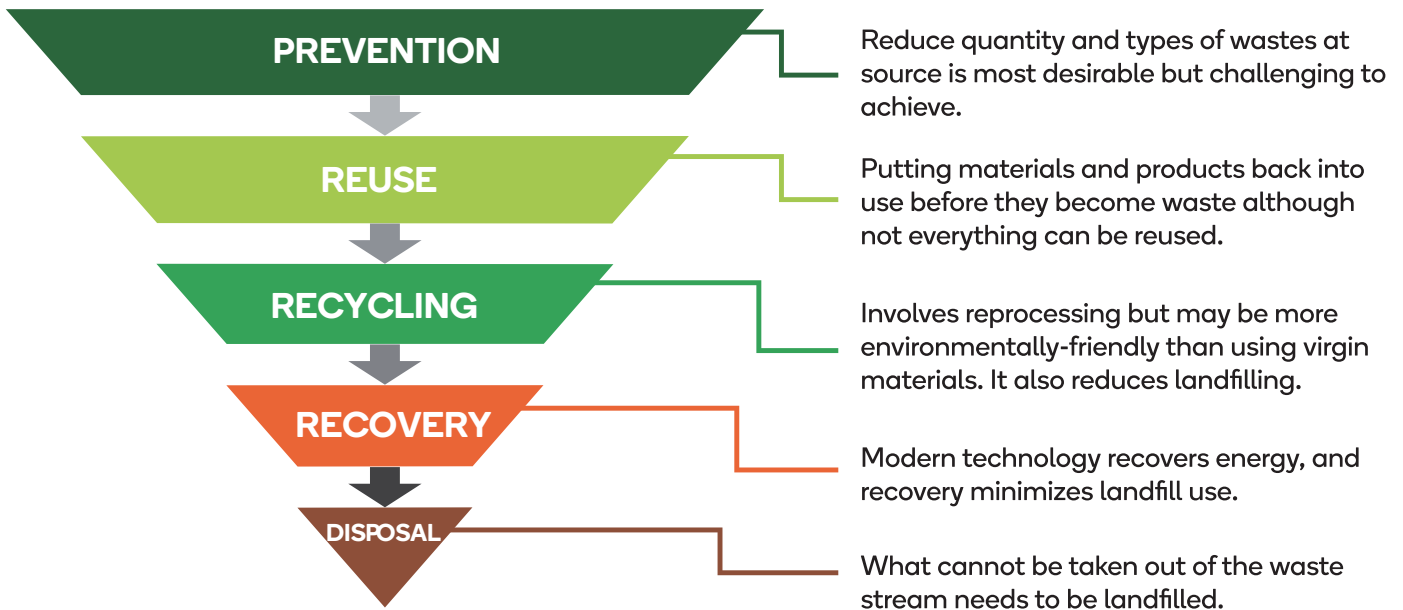 PREVENTION
Reduce quantity and types of wastes at
source is most desirable but challenging to
achieve.
REUSE
Putting materials and products back into
use before they become waste although
not everything can be reused.
RECYCLING
Involves reprocessing but may be more
environmentally-friendly than using virgin
materials. It also reduces landfilling.
RECOVERY
Modern technology recovers energy, and
recovery minimizes landfill use.
DISPOSAL
What cannot be taken out of the waste
stream needs to be landfilled.